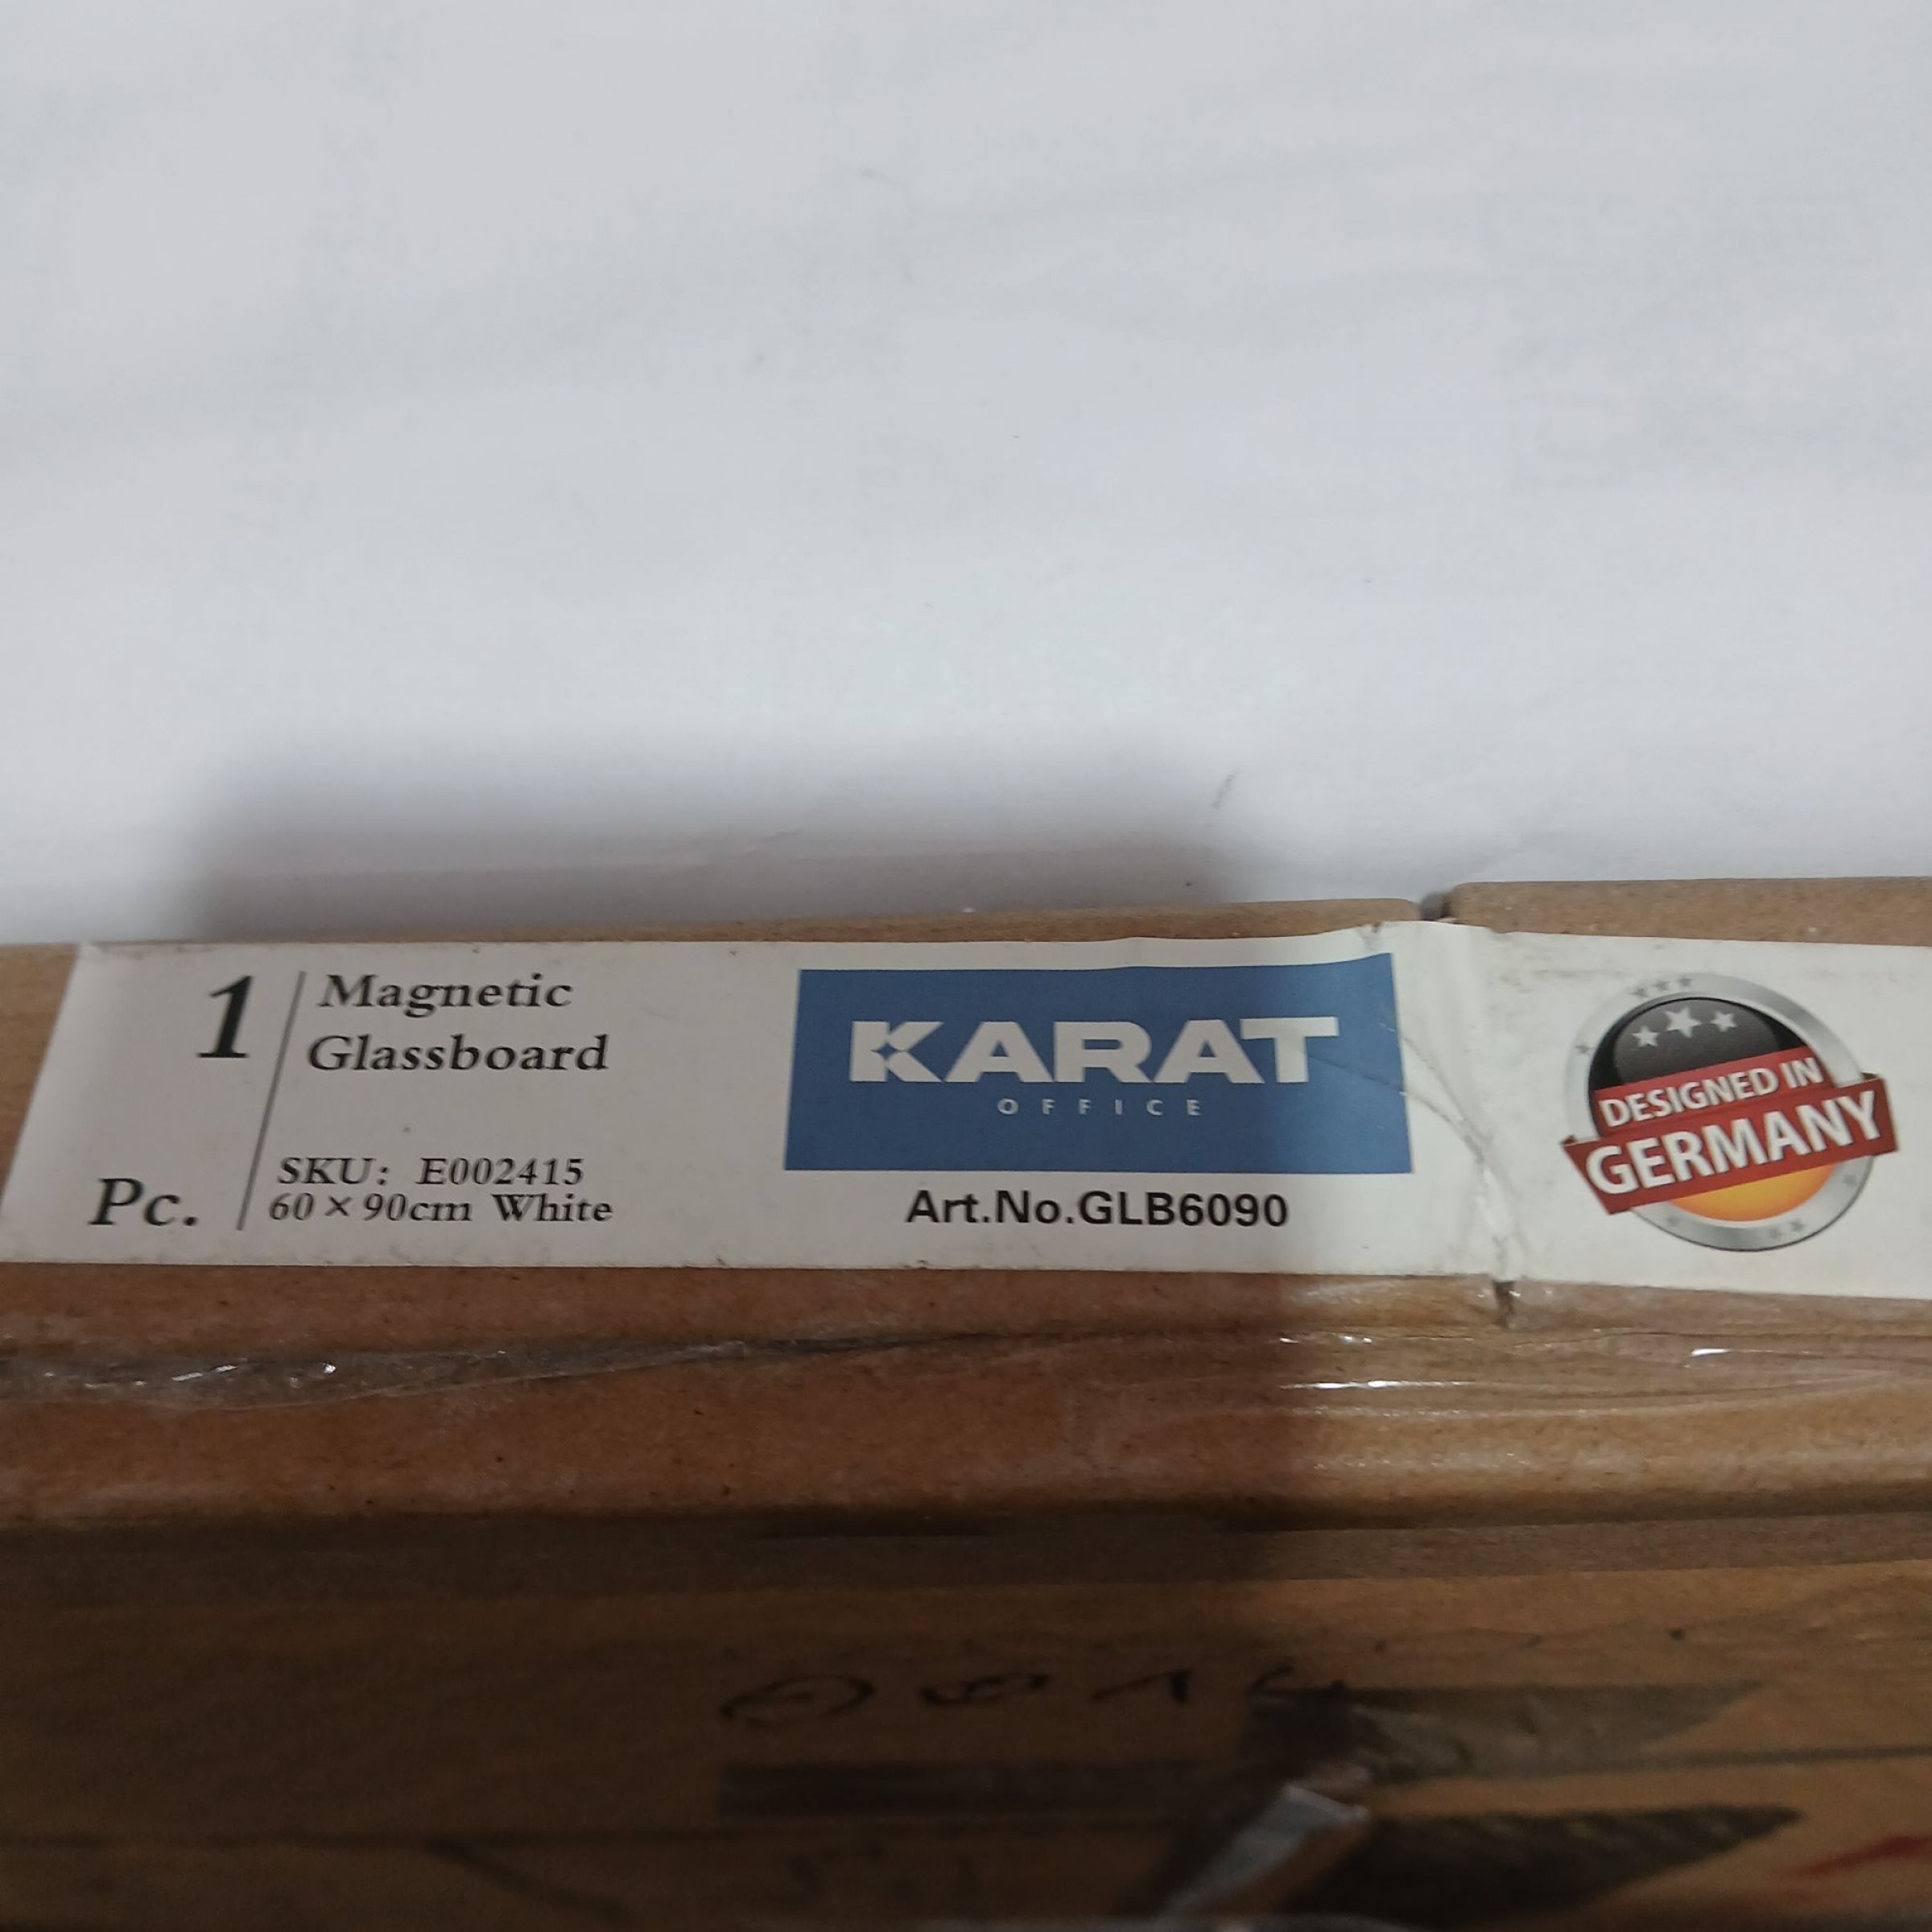 1
Pc.
Magnetic
Glassboard
SKU: E002415
60×90cm White
KARAT
OFFICE
Art.No.GLB6090
DESIGNED IN
GERMANY